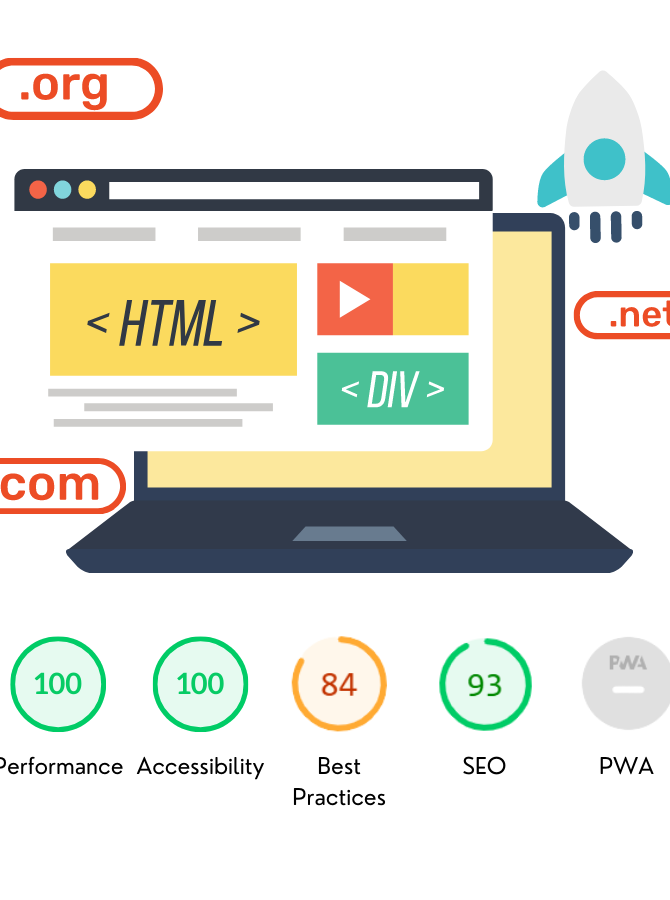 .org
.net
< HTML >
< DIV >
com
100
100
84
93
PWA
Performance
Accessibility
Best
Practices
SEO
PWA